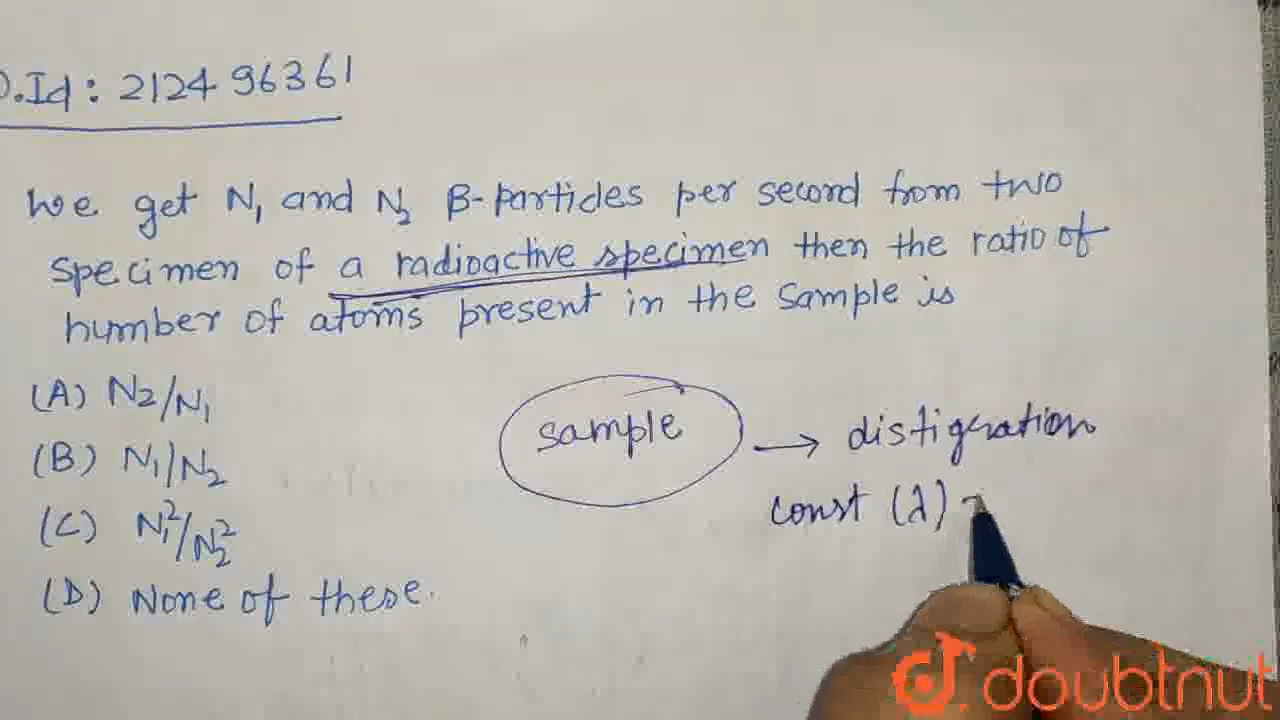 D.Id: 212496361
We get N₁ and N₂ β-particles per second from two
specimen of a radioactive specimen then the ratio of
number of atoms present in the sample is
(A) N₂/N₁
(B) N₁/N₂
(C) N₁²/N₂²
(D) None of these.
sample → distigration
const (λ)
doubtnut